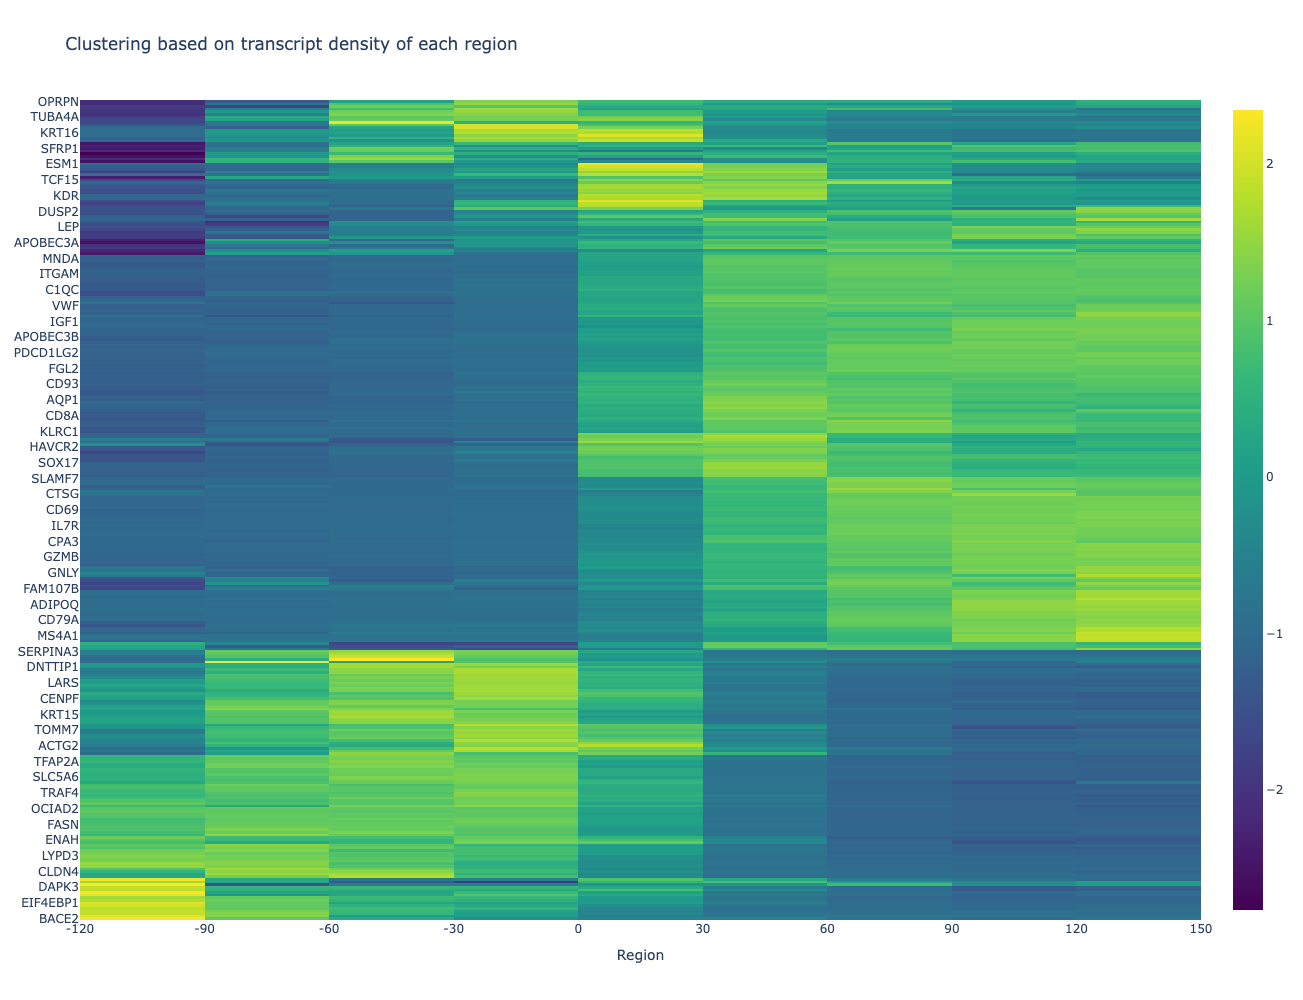 Clustering based on transcript density of each region
OPRPN
TUBA4A
KRT16
SFRP1
ESM1
TCF15
KDR
DUSP2
LEP
APOBEC3A
MNDA
ITGAM
C1QC
VWF
IGF1
APOBEC3B
PDCD1LG2
FGL2
CD93
AQP1
CD8A
KLRC1
HAVCR2
SOX17
SLAMF7
CTSG
CD69
IL7R
CPA3
GZMB
GNLY
FAM107B
ADIPOQ
CD79A
MS4A1
SERPINA3
DNTTIP1
LARS
CENPF
KRT15
TOMM7
ACTG2
TFAP2A
SLC5A6
TRAF4
OCIAD2
FASN
ENAH
LYPD3
CLDN4
DAPK3
EIF4EBP1
BACE2
−120 −90 −60 −30 0 30 60 90 120 150
Region
2
1
0
−1
−2